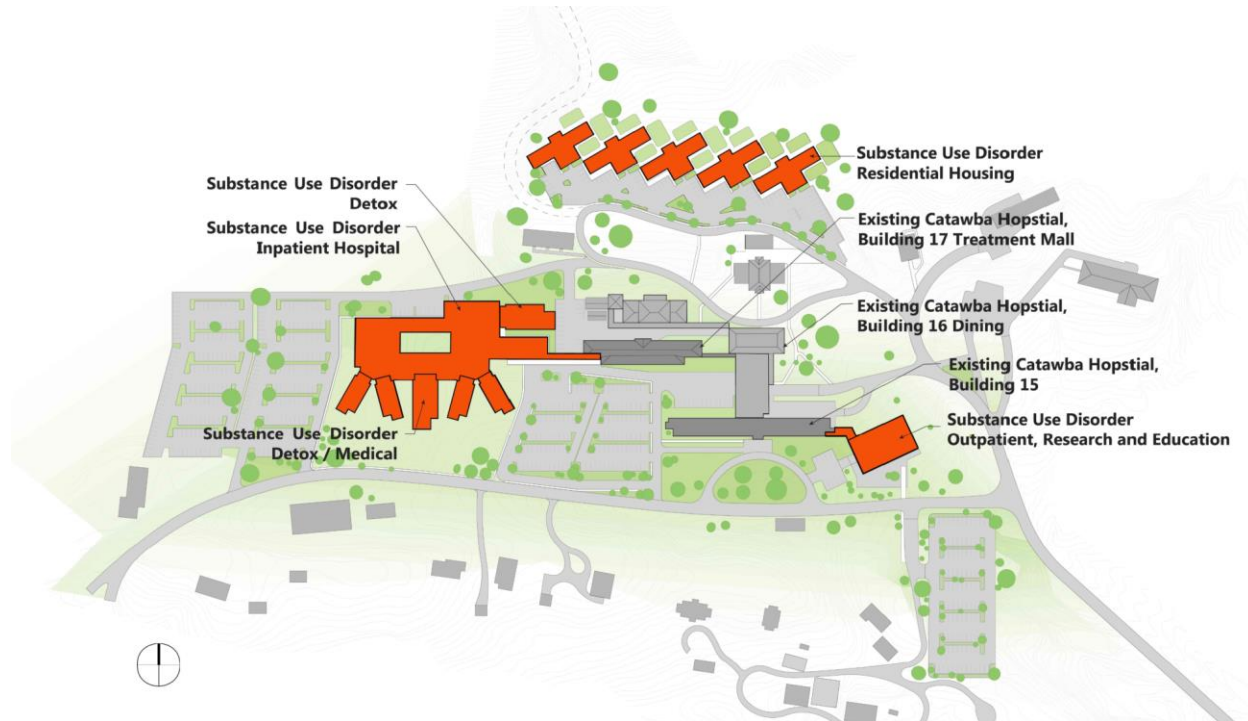 Substance Use Disorder
Detox
Substance Use Disorder
Inpatient Hospital
Substance Use Disorder
Detox / Medical
Substance Use Disorder
Residential Housing
Existing Catawba Hopstial,
Building 17 Treatment Mall
Existing Catawba Hopstial,
Building 16 Dining
Existing Catawba Hopstial,
Building 15
Substance Use Disorder
Outpatient, Research and Education